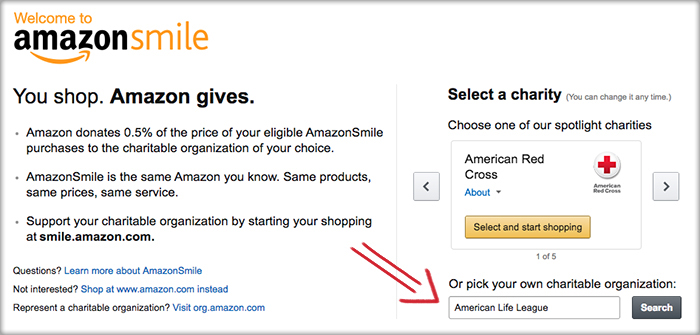 Welcome to
amazonsmile
You shop. Amazon gives.
• Amazon donates 0.5% of the price of your eligible AmazonSmile
purchases to the charitable organization of your choice.
• AmazonSmile is the same Amazon you know. Same products,
same prices, same service.
• Support your charitable organization by starting your shopping
at smile.amazon.com.
Questions? Learn more about AmazonSmile
Not interested? Shop at www.amazon.com instead
Represent a charitable organization? Visit org.amazon.com
Select a charity (You can change it any time.)
Choose one of our spotlight charities
American Red
Cross
About
American
Red Cross
Select and start shopping
1 of 5
Or pick your own charitable organization:
American Life League
Search